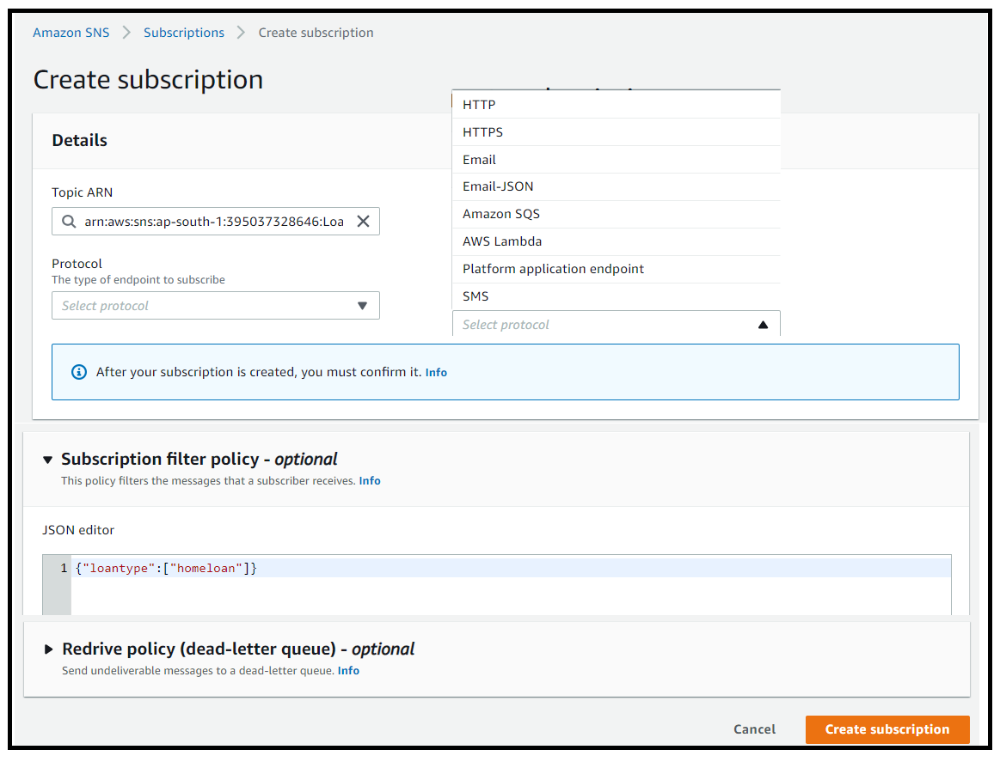 Amazon SNS > Subscriptions > Create subscription
Create subscription
Details
Topic ARN
arn:aws:sns:ap-south-1:395037328646:Loa
Protocol
The type of endpoint to subscribe
Select protocol
HTTP
HTTPS
Email
Email-JSON
Amazon SQS
AWS Lambda
Platform application endpoint
SMS
Select protocol
After your subscription is created, you must confirm it. Info
Subscription filter policy - optional
This policy filters the messages that a subscriber receives. Info
JSON editor
1 {"loantype":["homeloan"]}
Redrive policy (dead-letter queue) - optional
Send undeliverable messages to a dead-letter queue. Info
Cancel
Create subscription